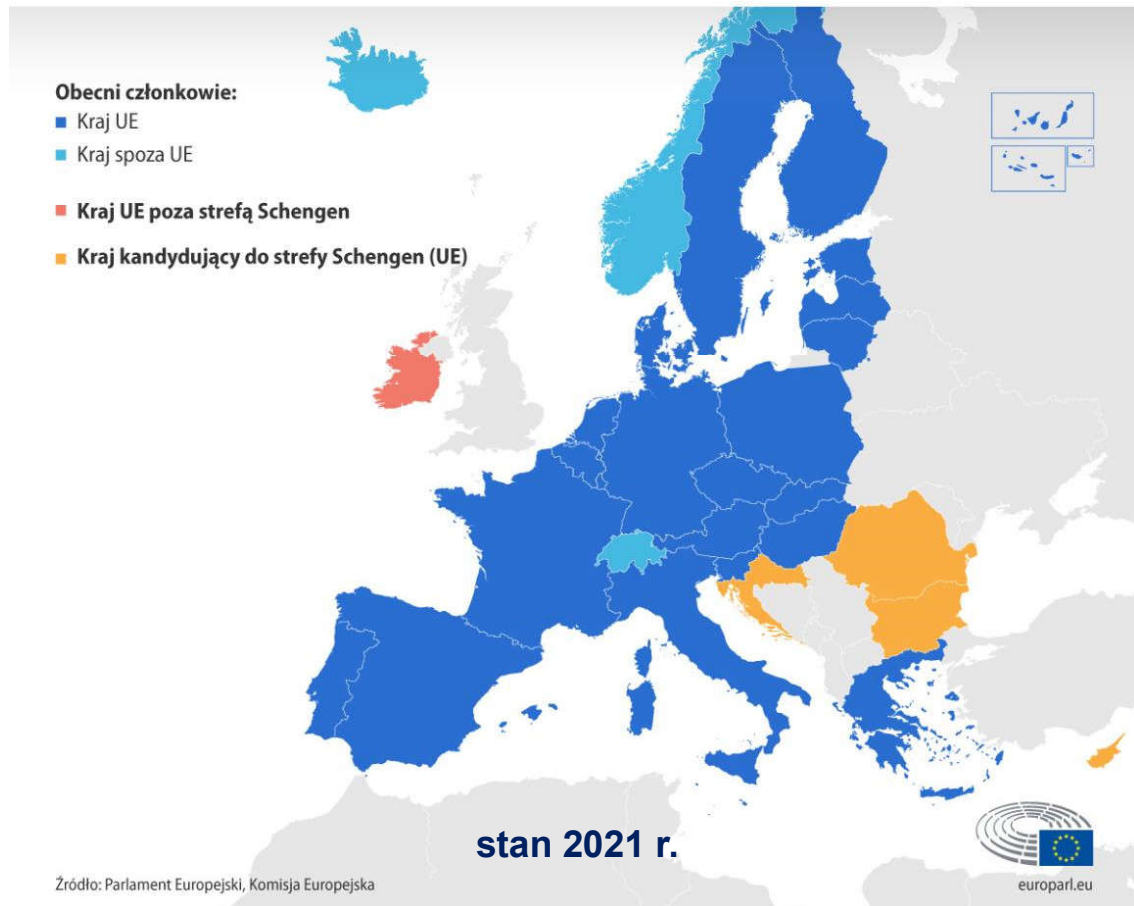 Obecni członkowie:
Kraj UE
Kraj spoza UE
Kraj UE poza strefą Schengen
Kraj kandydujący do strefy Schengen (UE)
stan 2021 r.
Źródło: Parlament Europejski, Komisja Europejska
europarl.eu